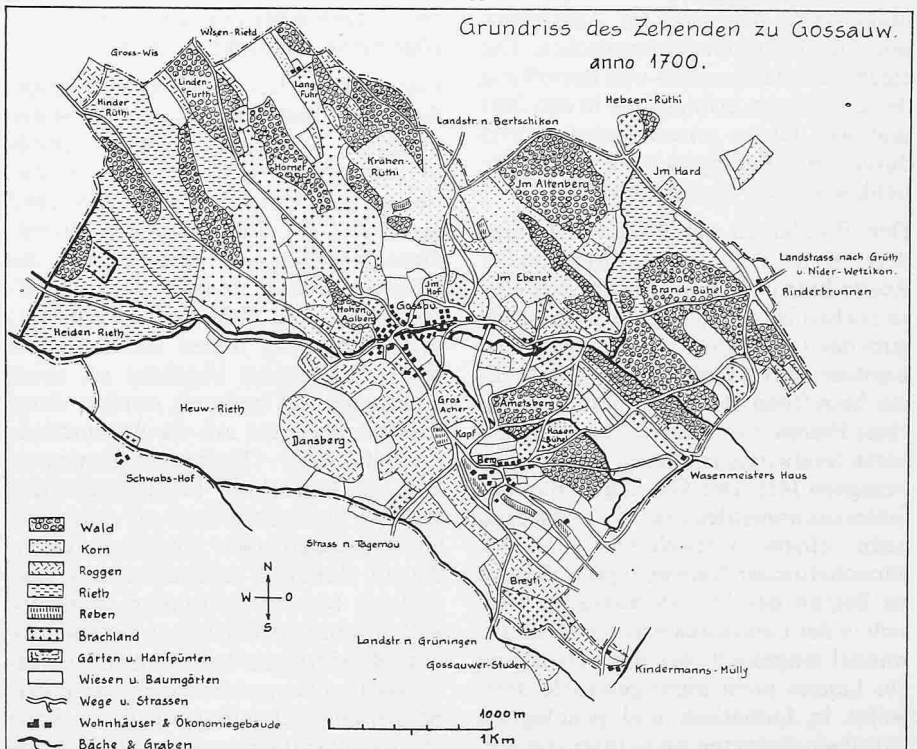 Grundriss des Zehenden zu Gossauw.
anno 1700.
Wisen-Rietd
Gross-Wis
Linden-
Furth
Lang
Fuhr
Hinder
Rüthi
Landstr. n. Bertschikon
Hebsen-Rüthi
Hornet
Krähen-
Rüthi
Jm Altenberg
Jm Hard
Landstrass nach Grüth
u. Nider-Wetzikon.
Rinderbrunnen
Jm Ebenet
Jm
Hof
Brand-Bühel
Hohen
Aalberg
Gossau
Heiden-Rieth
Gros
Acher
Ametsberg
Heuw-Rieth
Dansberg
Kapf
Hasen
Bühel
Berg
Wasenmeisters Haus
Schwabs-Hof
Strass n. Tägernau
Breyti
Landstr. n. Grüningen
Gossauwer-Studen
Kindermanns-Mülly
N
W
O
S
Wald
Korn
Roggen
Rieth
Reben
Brachland
Gärten u. Hanfpünten
Wiesen u. Baumgärten
Wege u. Strassen
Wohnhäuser & Ökonomiegebäude
Bäche & Graben
1000 m
1 Km